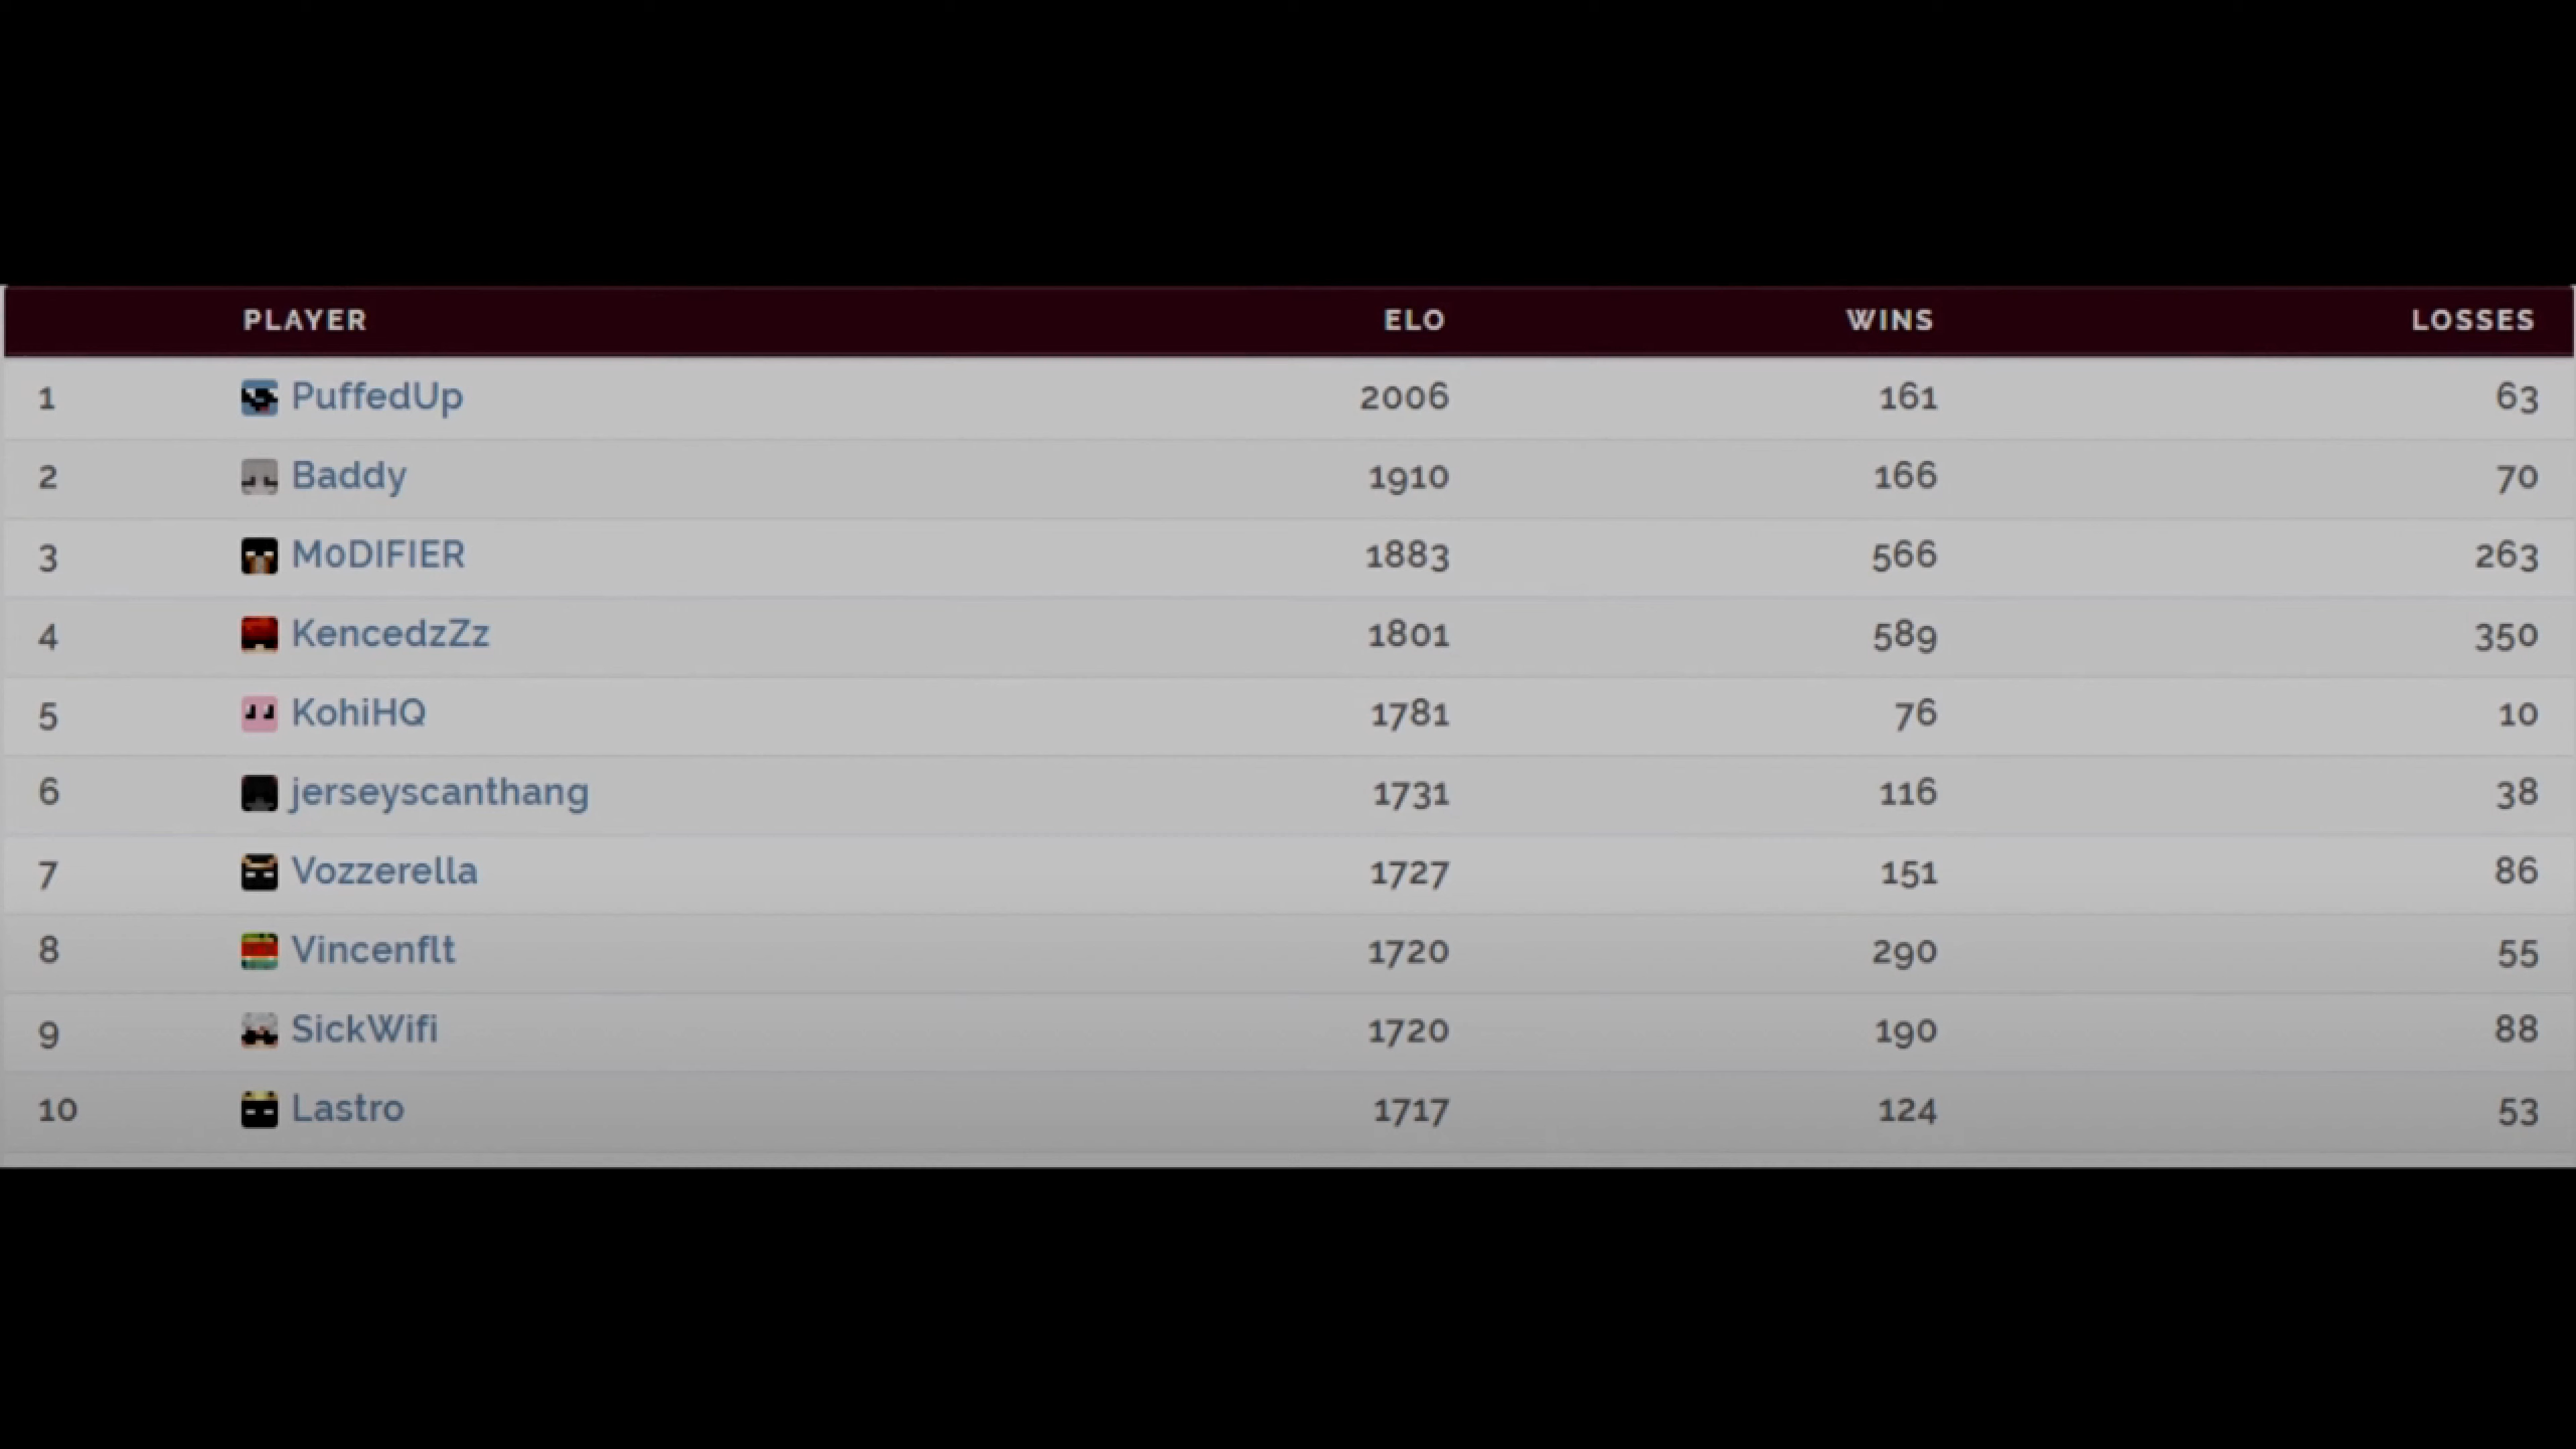 PLAYER ELO WINS LOSSES
1 PuffedUp 2006 161 63
2 Baddy 1910 166 70
3 M0DIFIER 1883 566 263
4 KencedzZz 1801 589 350
5 KohiHQ 1781 76 10
6 jerseyscanthang 1731 116 38
7 Vozzerella 1727 151 86
8 Vincenflt 1720 290 55
9 SickWifi 1720 190 88
10 Lastro 1717 124 53